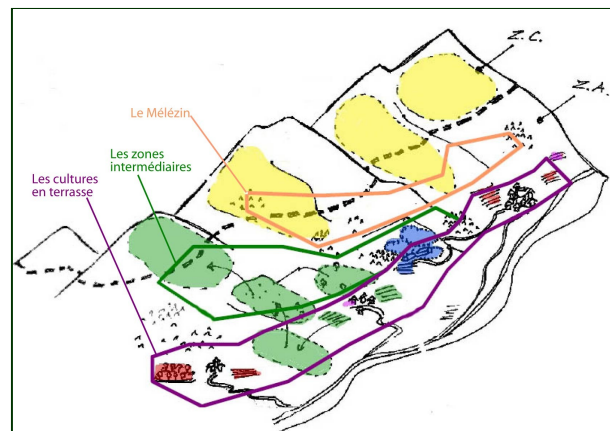 Z.C.
Z.A.
Le Mélézin
Les zones
intermédiaires
Les cultures
en terrasse